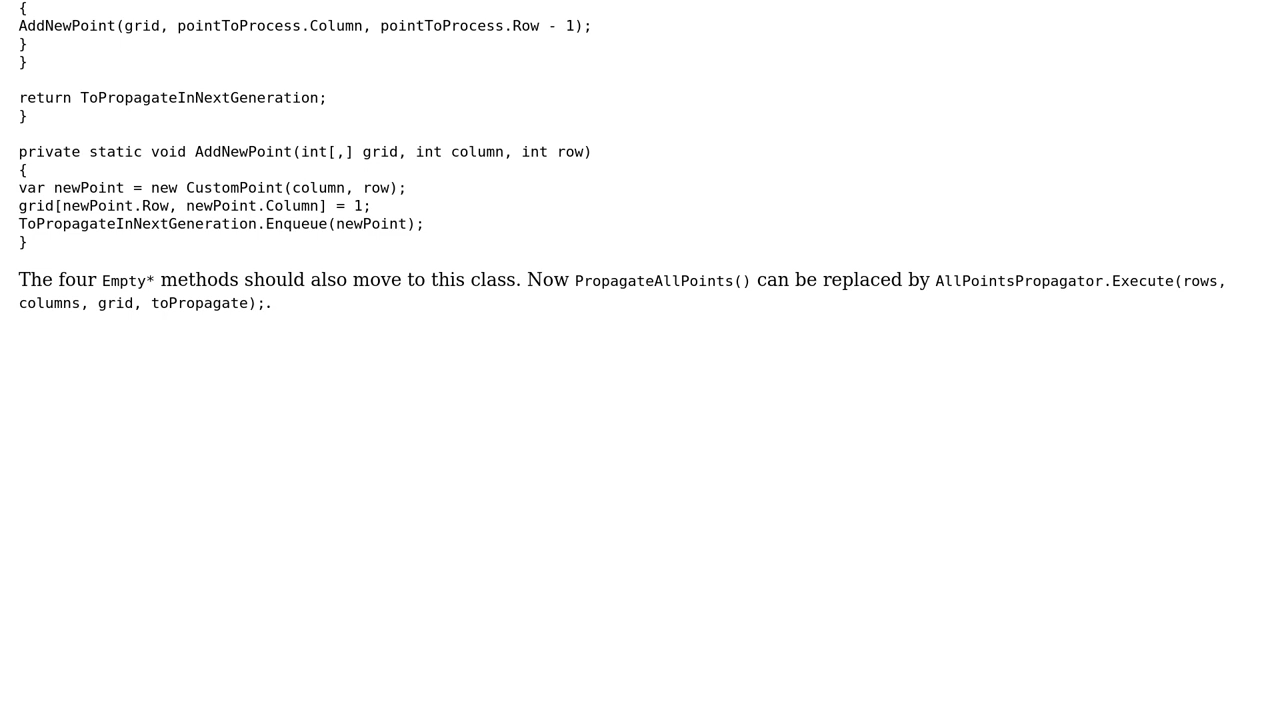 {
AddNewPoint(grid, pointToProcess.Column, pointToProcess.Row - 1);
}
}

return ToPropagateInNextGeneration;
}

private static void AddNewPoint(int[,] grid, int column, int row)
{
var newPoint = new CustomPoint(column, row);
grid[newPoint.Row, newPoint.Column] = 1;
ToPropagateInNextGeneration.Enqueue(newPoint);
}

The four Empty* methods should also move to this class. Now PropagateAllPoints() can be replaced by AllPointsPropagator.Execute(rows,
columns, grid, toPropagate);.